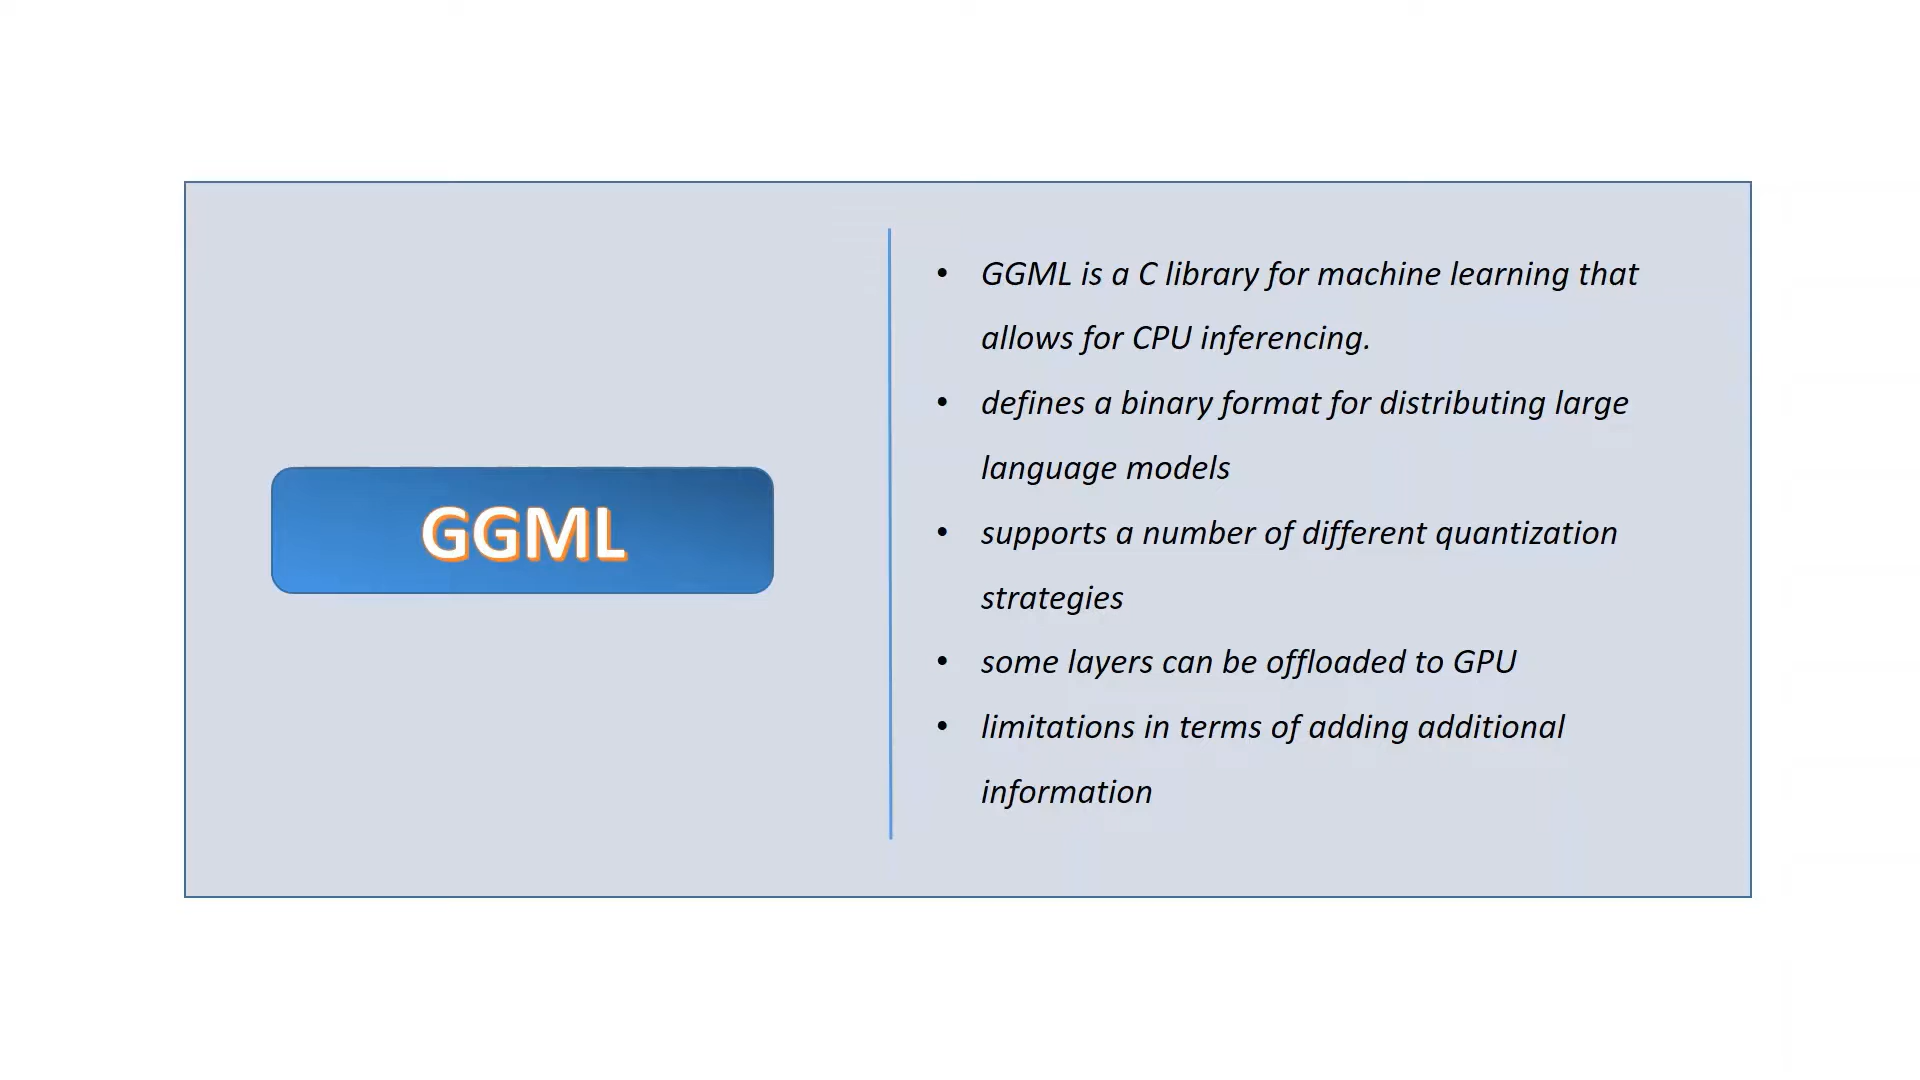 GGML
• GGML is a C library for machine learning that
allows for CPU inferencing.
• defines a binary format for distributing large
language models
• supports a number of different quantization
strategies
• some layers can be offloaded to GPU
• limitations in terms of adding additional
information